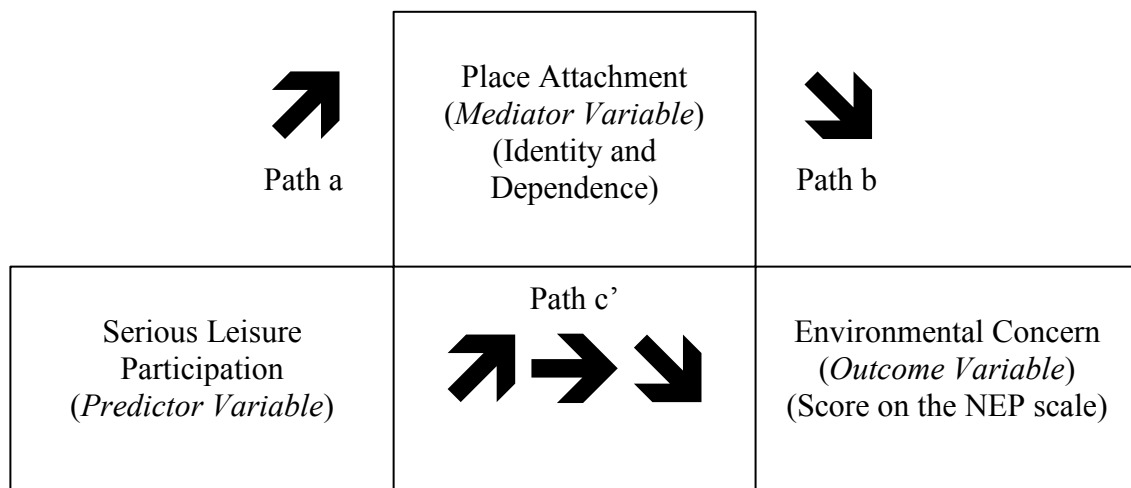 Place Attachment
(Mediator Variable)
(Identity and
Dependence)
Path a
Path b
Path c’
Serious Leisure
Participation
(Predictor Variable)
Environmental Concern
(Outcome Variable)
(Score on the NEP scale)